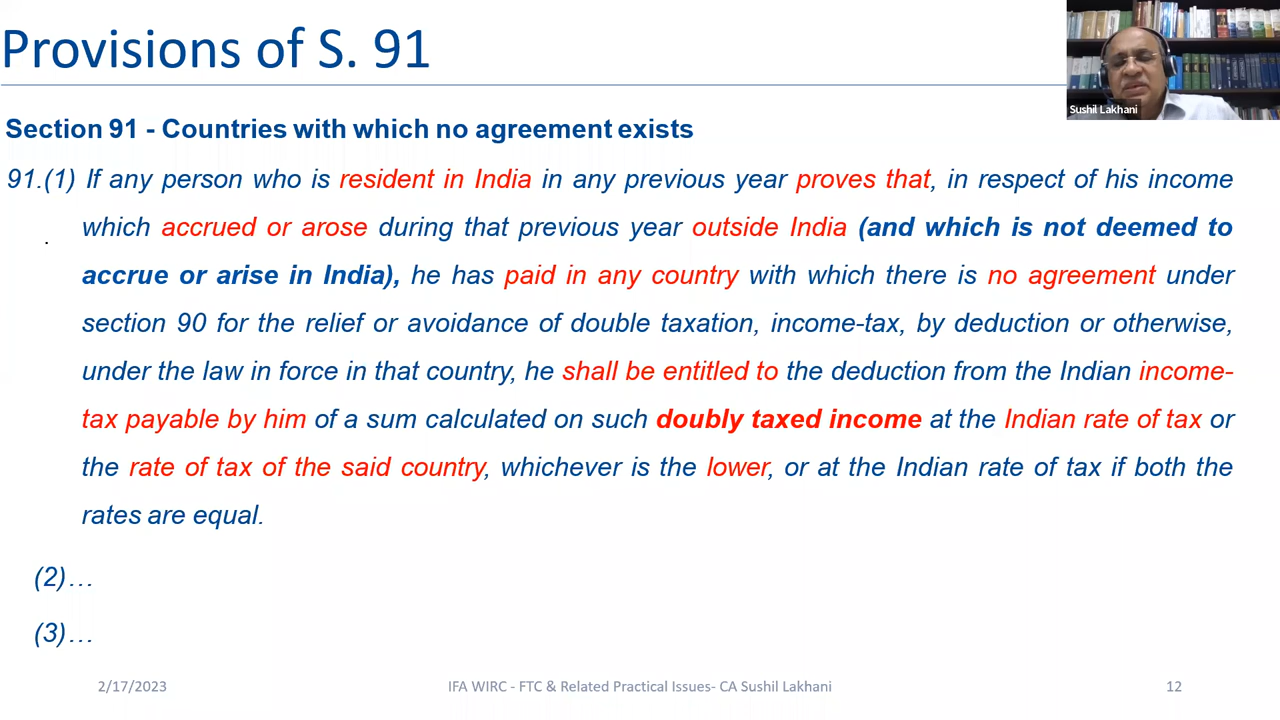 Provisions of S. 91
Sushil Lakhani
Section 91 - Countries with which no agreement exists
91.(1) If any person who is resident in India in any previous year proves that, in respect of his income
which accrued or arose during that previous year outside India (and which is not deemed to
accrue or arise in India), he has paid in any country with which there is no agreement under
section 90 for the relief or avoidance of double taxation, income-tax, by deduction or otherwise,
under the law in force in that country, he shall be entitled to the deduction from the Indian income-
tax payable by him of a sum calculated on such doubly taxed income at the Indian rate of tax or
the rate of tax of the said country, whichever is the lower, or at the Indian rate of tax if both the
rates are equal.
(2)…
(3)…
2/17/2023 IFA WIRC - FTC & Related Practical Issues- CA Sushil Lakhani 12